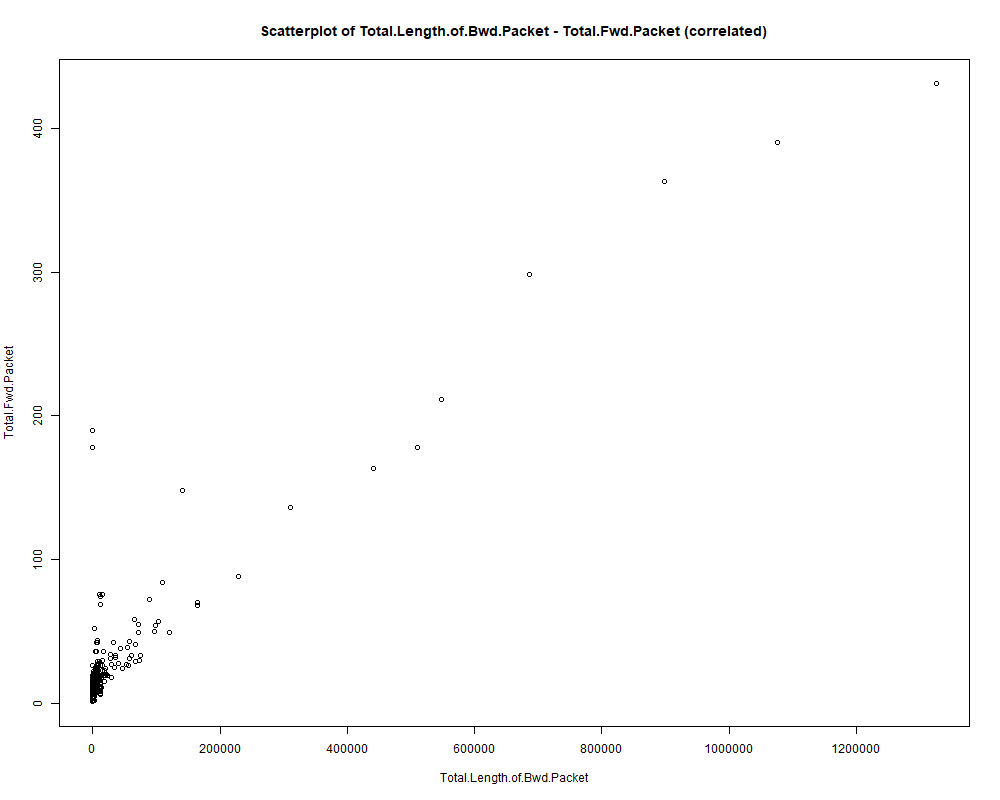 Scatterplot of Total.Length.of.Bwd.Packet - Total.Fwd.Packet (correlated)
400
300
200
100
0
Total.Fwd.Packet
0 200000 400000 600000 800000 1000000 1200000
Total.Length.of.Bwd.Packet